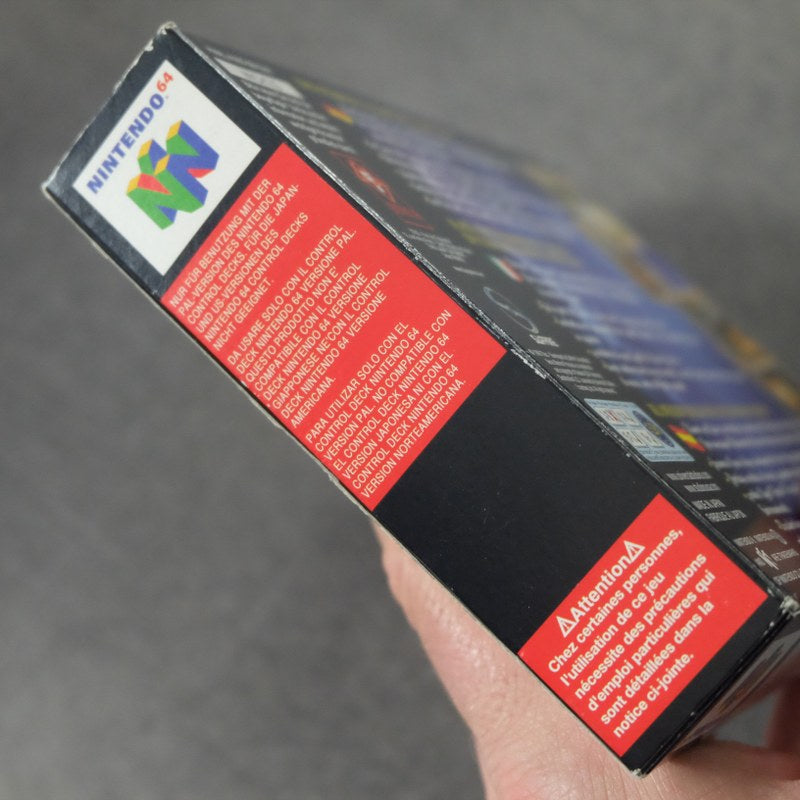 NINTENDO 64
NUR FÜR BENUTZUNG MIT DER
PAL-VERSION DES NINTENDO 64
CONTROL DECKS. FÜR DIE JAPAN-
UND US-VERSIONEN DES
NINTENDO 64 CONTROL DECKS
NICHT GEEIGNET.
DA USARE SOLO CON IL CONTROL
DECK NINTENDO 64 VERSIONE PAL.
QUESTO PRODOTTO NON E'
COMPATIBILE CON IL CONTROL
DECK NINTENDO 64 VERSIONE
GIAPPONESE NE CON IL CONTROL
DECK NINTENDO 64 VERSIONE
AMERICANA.
PARA UTILIZAR SOLO CON EL
CONTROL DECK NINTENDO 64
VERSION PAL. NO COMPATIBLE CON
EL CONTROL DECK NINTENDO 64
VERSION JAPONESA NI CON EL
CONTROL DECK NINTENDO 64
VERSION NORTEAMERICANA.
⚠Attention⚠
Chez certaines personnes,
l'utilisation de ce jeu
nécessite des précautions
d'emploi particulières qui
sont détaillées dans la
notice ci-jointe.